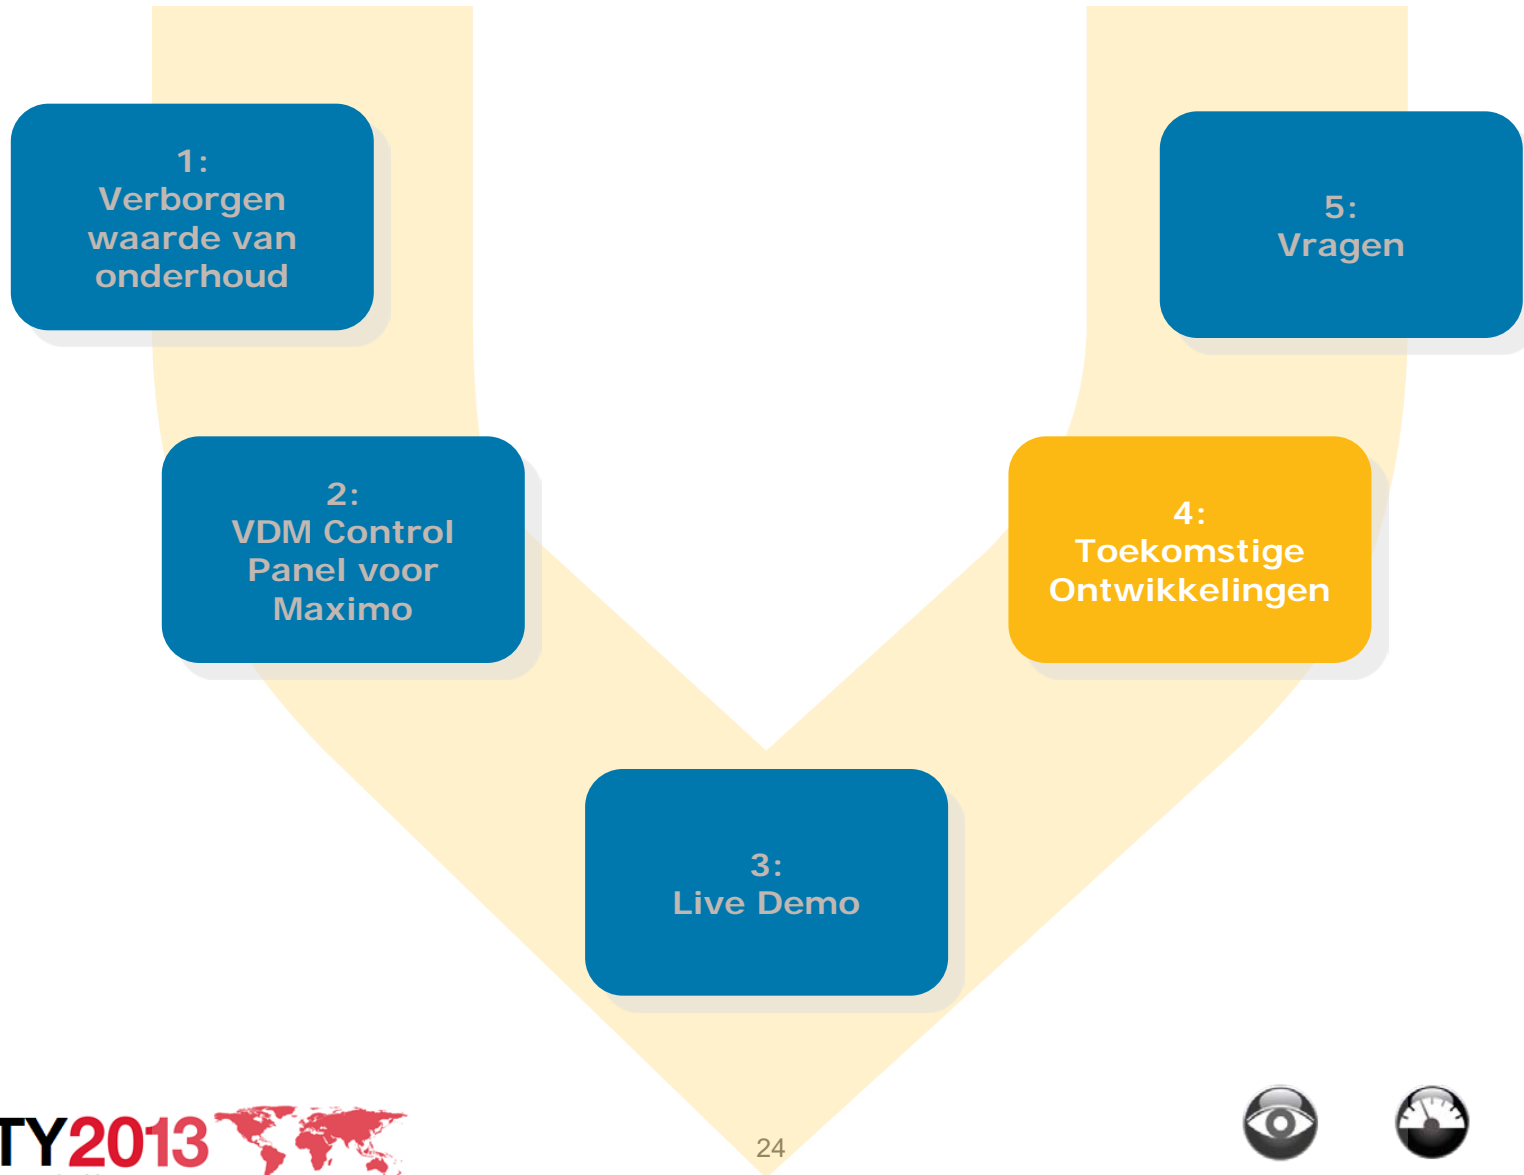 1:
Verborgen
waarde van
onderhoud
2:
VDM Control
Panel voor
Maximo
3:
Live Demo
4:
Toekomstige
Ontwikkelingen
5:
Vragen
TY2013
24